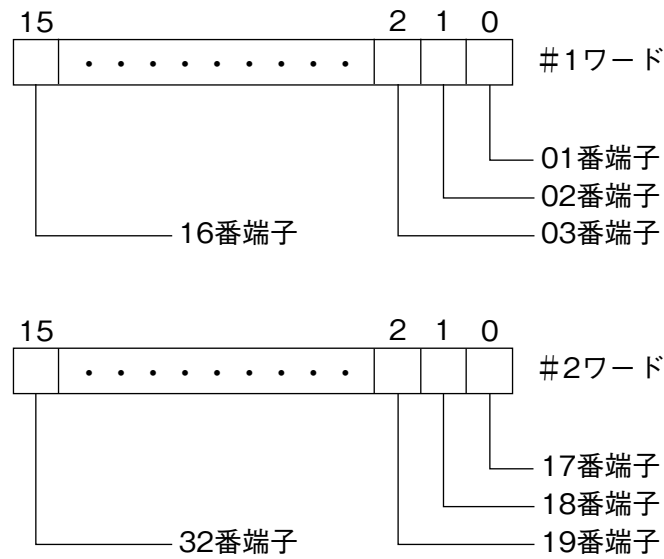 15 2 1 0
・・・・・・・・・ #1ワード
01番端子
02番端子
16番端子 03番端子
15 2 1 0
・・・・・・・・・ #2ワード
17番端子
18番端子
32番端子 19番端子